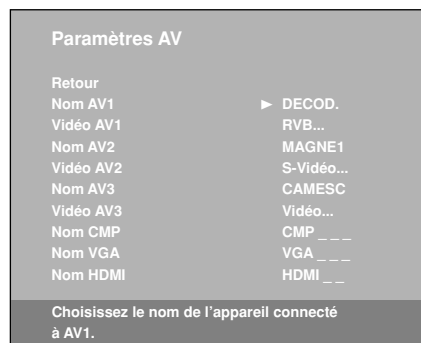 Paramètres AV
Retour
Nom AV1 ► DECOD.
Vidéo AV1 RVB...
Nom AV2 MAGNE1
Vidéo AV2 S-Vidéo...
Nom AV3 CAMESC
Vidéo AV3 Vidéo...
Nom CMP CMP _ _ _
Nom VGA VGA _ _ _
Nom HDMI HDMI _ _
Choisissez le nom de l'appareil connecté
à AV1.